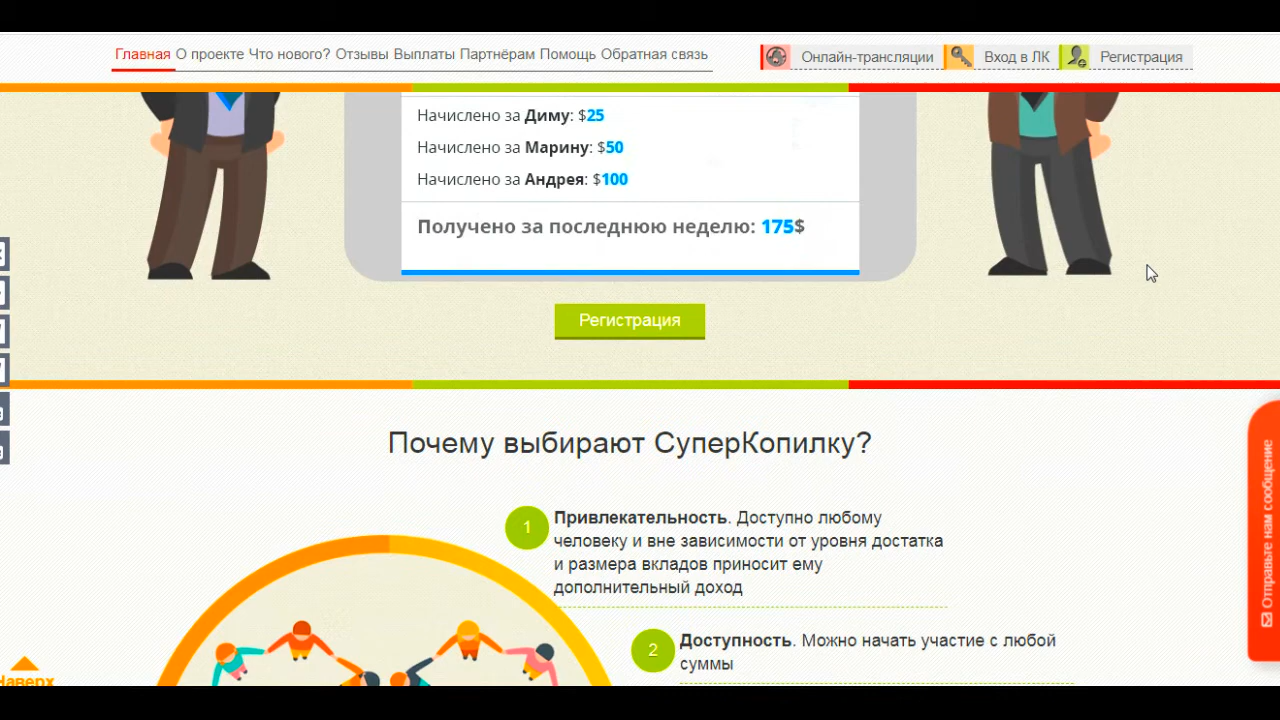 Главная О проекте Что нового? Отзывы Выплаты Партнёрам Помощь Обратная связь
Онлайн-трансляции Вход в ЛК Регистрация
Начислено за Диму: $25
Начислено за Марину: $50
Начислено за Андрея: $100
Получено за последнюю неделю: 175$
Регистрация
Почему выбирают СуперКопилку?
1
Привлекательность. Доступно любому
человеку и вне зависимости от уровня достатка
и размера вкладов приносит ему
дополнительный доход
2
Доступность. Можно начать участие с любой
суммы
Отправьте нам сообщение
Наверх